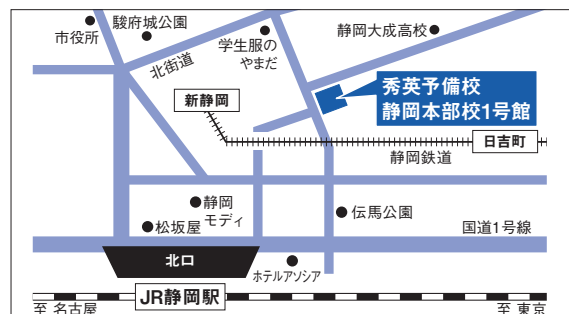 市役所
駿府城公園
北街道
学生服の
やまだ
静岡大成高校
秀英予備校
静岡本部校1号館
新静岡
日吉町
静岡鉄道
静岡
モディ
松坂屋
伝馬公園
国道1号線
北口
ホテルアソシア
JR静岡駅
至 名古屋
至 東京